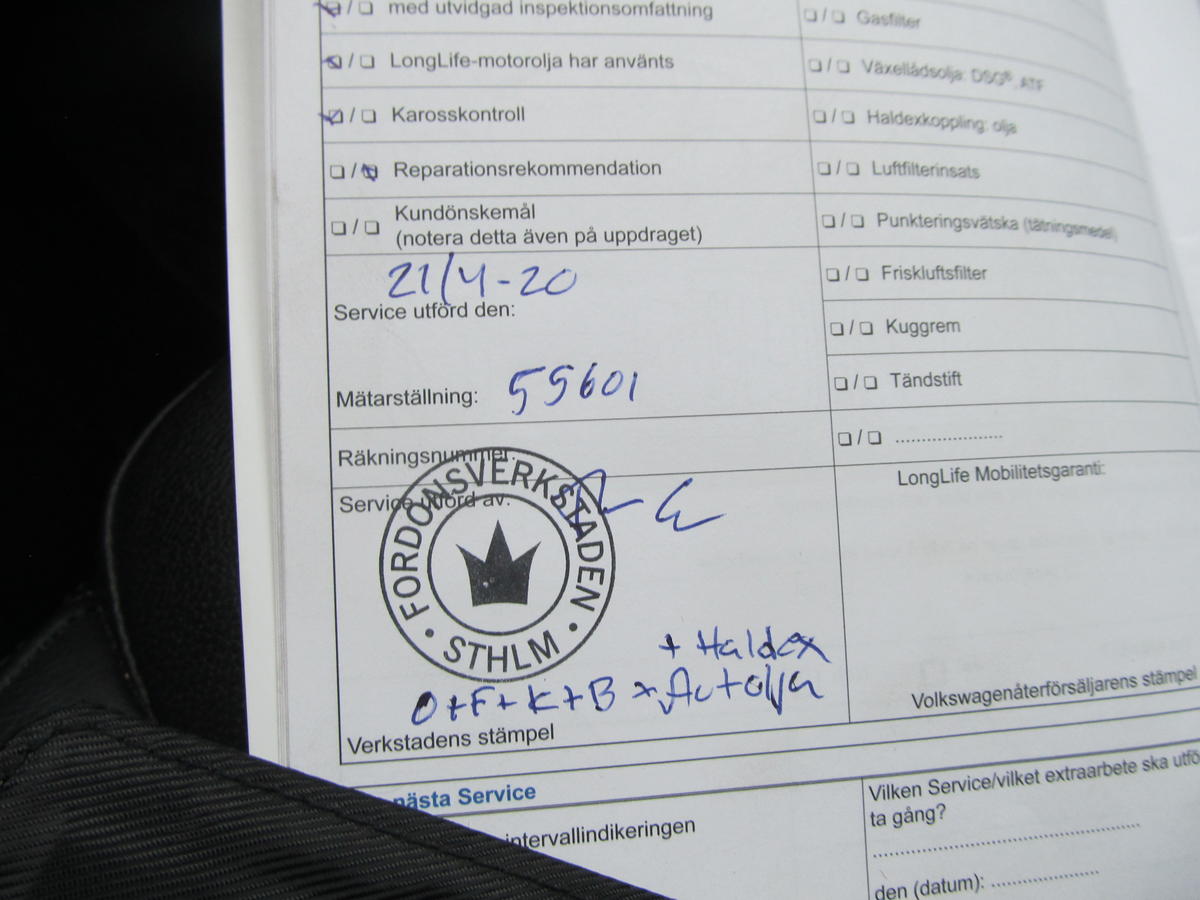 ❏ / ❏ med utvidgad inspektionsomfattning
❏ / ❏ LongLife-motorolja har använts
❏ / ❏ Karosskontroll
❏ / ❏ Reparationsrekommendation
❏ / ❏ Kundönskemål
(notera detta även på uppdraget)
21/4-20
Service utförd den:
Mätarställning: 55601
Räkningsnummer:
Service utförd av:
FORDONSVERKSTADEN
• STHLM •
+ Haldex
O+F+K+B +
Verkstadens stämpel
❏ / ❏ Gasfilter
❏ / ❏ Växellådsolja: DSG®, ATF
❏ / ❏ Haldexkoppling: olja
❏ / ❏ Luftfilterinsats
❏ / ❏ Punkteringsvätska (tätningsmedel)
❏ / ❏ Friskluftsfilter
❏ / ❏ Kuggrem
❏ / ❏ Tändstift
❏ / ❏ .....................
LongLife Mobilitetsgaranti:
Volkswagenåterförsäljarens stämpel
nästa Service
intervallindikeringen
Vilken Service/vilket extraarbete ska utfö
ta gång?
den (datum): .....................